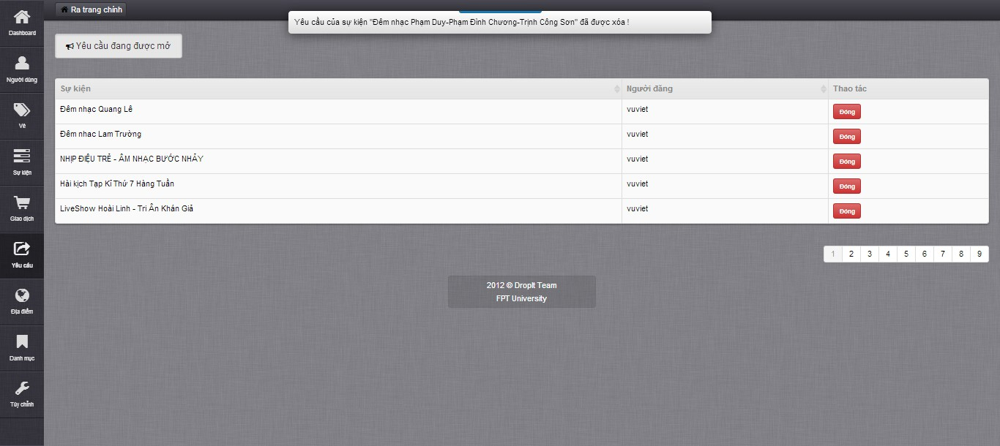 Ra trang chính
Yêu cầu của sự kiện "Đêm nhạc Phạm Duy-Phạm Đình Chương-Trịnh Công Sơn" đã được xóa !
Dashboard
Người dùng
Vé
Sự kiện
Giao dịch
Yêu cầu
Địa điểm
Danh mục
Tùy chỉnh
Yêu cầu đang được mở
Sự kiện Người đăng Thao tác
Đêm nhạc Quang Lê vuviet Đóng
Đêm nhac Lam Trường vuviet Đóng
NHỊP ĐIỆU TRẺ - ÂM NHẠC BƯỚC NHẢY vuviet Đóng
Hài kịch Tạp Kĩ Thứ 7 Hàng Tuần vuviet Đóng
LiveShow Hoài Linh - Tri Ân Khán Giả vuviet Đóng
1 2 3 4 5 6 7 8 9
2012 © DropIt Team
FPT University